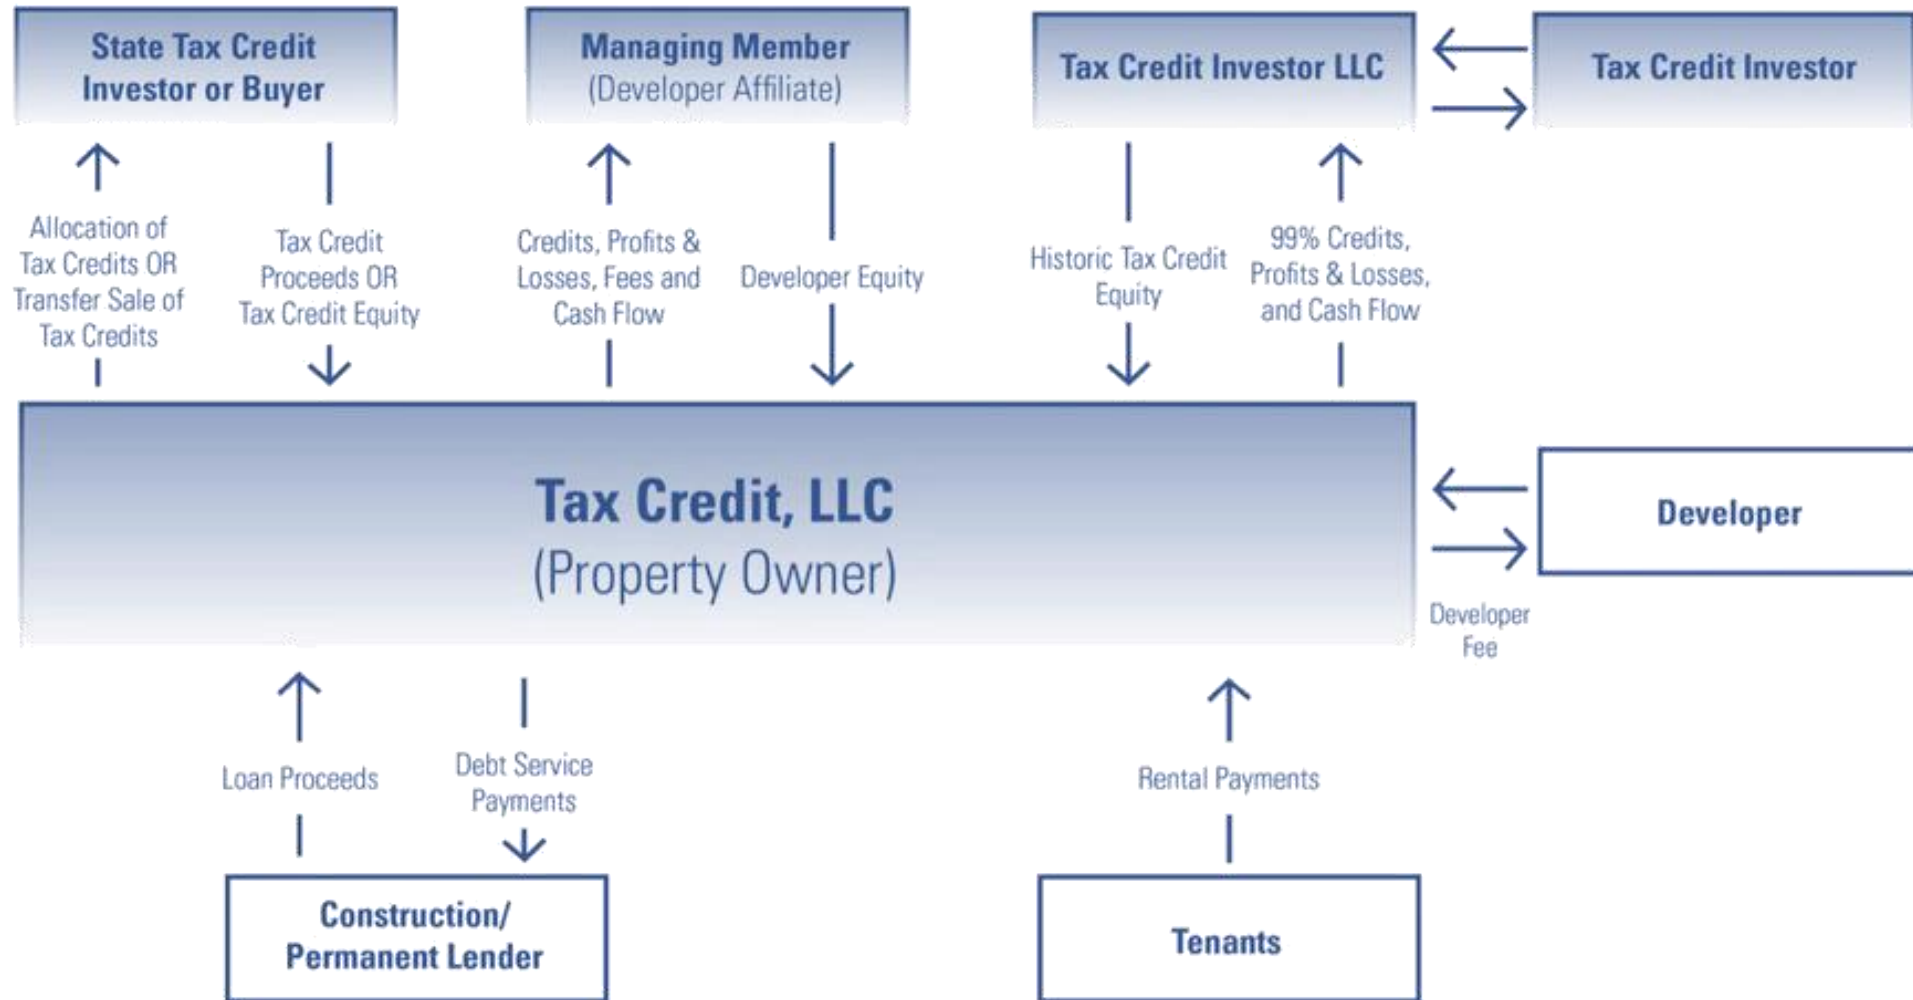 State Tax Credit
Investor or Buyer
Managing Member
(Developer Affiliate)
Tax Credit Investor LLC
Tax Credit Investor
Allocation of
Tax Credits OR
Transfer Sale of
Tax Credits
Tax Credit
Proceeds OR
Tax Credit Equity
Credits, Profits &
Losses, Fees and
Cash Flow
Developer Equity
Historic Tax Credit
Equity
99% Credits,
Profits & Losses,
and Cash Flow
Tax Credit, LLC
(Property Owner)
Developer
Developer
Fee
Loan Proceeds
Debt Service
Payments
Rental Payments
Construction/
Permanent Lender
Tenants